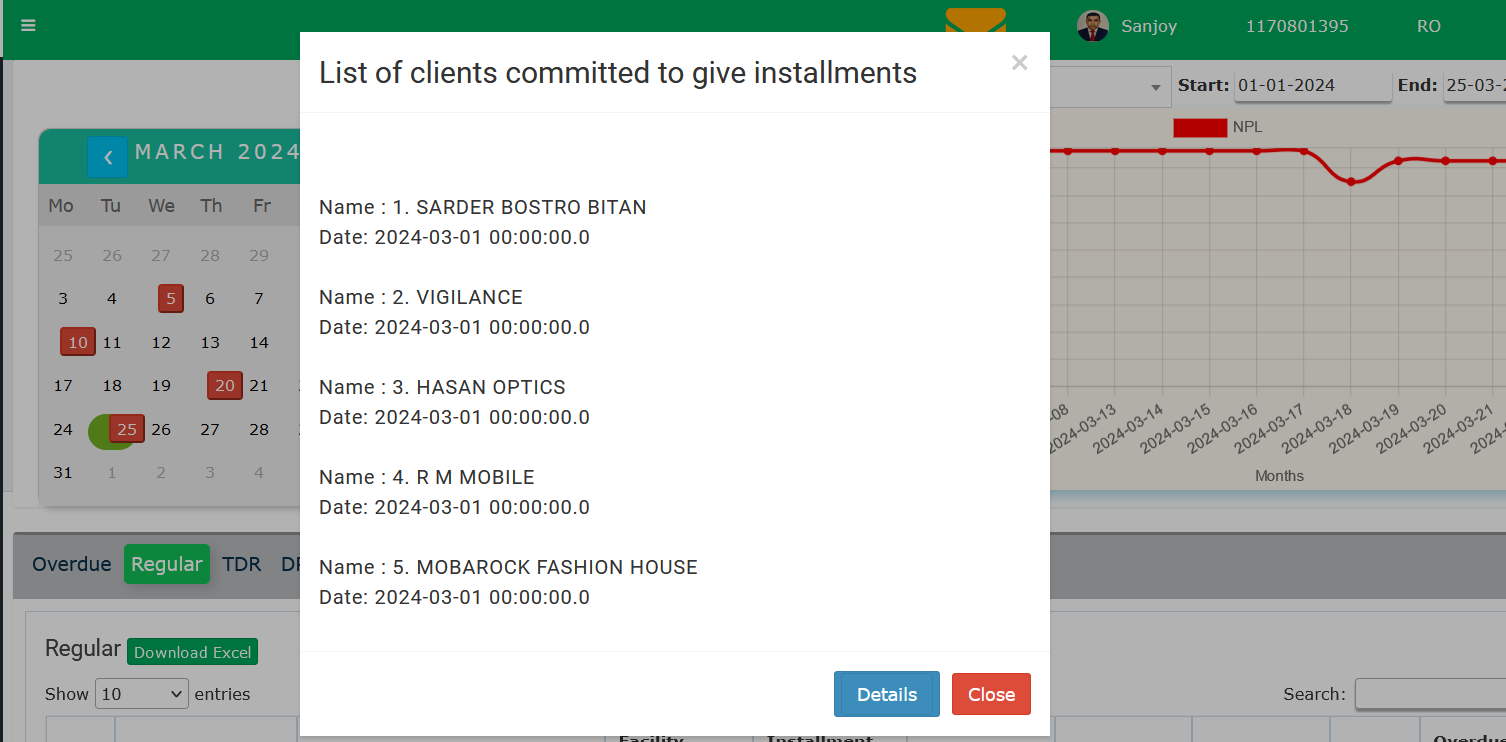 Sanjoy 1170801395 RO
List of clients committed to give installments ×
Start: 01-01-2024 End: 25-03-
NPL
MARCH 2024
Mo Tu We Th Fr
25 26 27 28 29
3 4 5 6 7
10 11 12 13 14
17 18 19 20 21
24 25 26 27 28
31 1 2 3 4
Name : 1. SARDER BOSTRO BITAN
Date: 2024-03-01 00:00:00.0
Name : 2. VIGILANCE
Date: 2024-03-01 00:00:00.0
Name : 3. HASAN OPTICS
Date: 2024-03-01 00:00:00.0
Name : 4. R M MOBILE
Date: 2024-03-01 00:00:00.0
Name : 5. MOBAROCK FASHION HOUSE
Date: 2024-03-01 00:00:00.0
-08 2024-03-13 2024-03-14 2024-03-15 2024-03-16 2024-03-17 2024-03-18 2024-03-19 2024-03-20 2024-03-21
Months
Overdue Regular TDR
Regular Download Excel
Show 10 entries
Search:
Details Close
Facility Installment Overdue